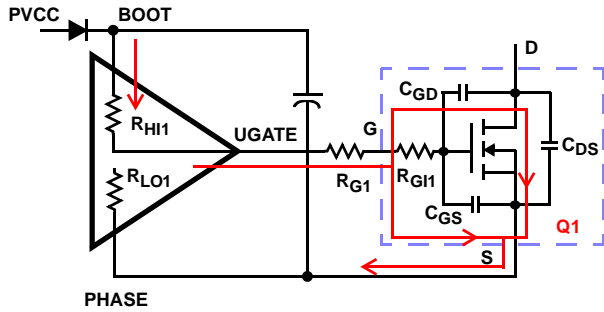 PVCC
BOOT
D
CGD
RHI1
UGATE
G
CDS
RLO1
RG1
RGI1
CGS
Q1
S
PHASE